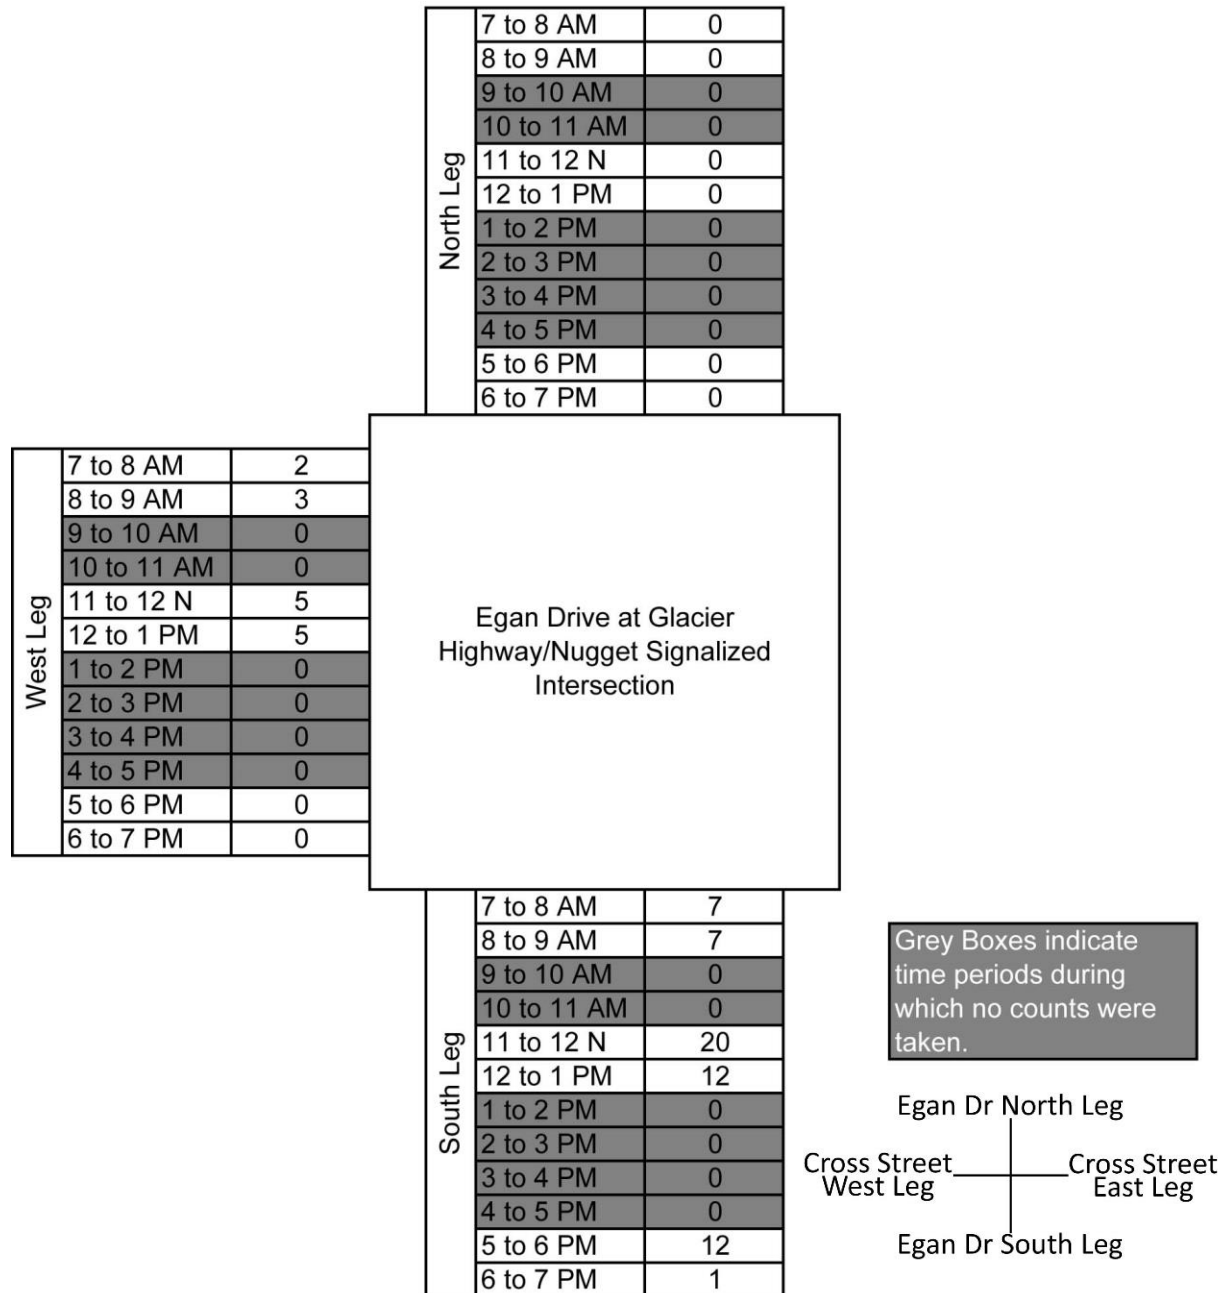 North Leg
7 to 8 AM 0
8 to 9 AM 0
9 to 10 AM 0
10 to 11 AM 0
11 to 12 N 0
12 to 1 PM 0
1 to 2 PM 0
2 to 3 PM 0
3 to 4 PM 0
4 to 5 PM 0
5 to 6 PM 0
6 to 7 PM 0
West Leg
7 to 8 AM 2
8 to 9 AM 3
9 to 10 AM 0
10 to 11 AM 0
11 to 12 N 5
12 to 1 PM 5
1 to 2 PM 0
2 to 3 PM 0
3 to 4 PM 0
4 to 5 PM 0
5 to 6 PM 0
6 to 7 PM 0
Egan Drive at Glacier
Highway/Nugget Signalized
Intersection
South Leg
7 to 8 AM 7
8 to 9 AM 7
9 to 10 AM 0
10 to 11 AM 0
11 to 12 N 20
12 to 1 PM 12
1 to 2 PM 0
2 to 3 PM 0
3 to 4 PM 0
4 to 5 PM 0
5 to 6 PM 12
6 to 7 PM 1
Grey Boxes indicate
time periods during
which no counts were
taken.
Egan Dr North Leg
Cross Street
West Leg
Cross Street
East Leg
Egan Dr South Leg